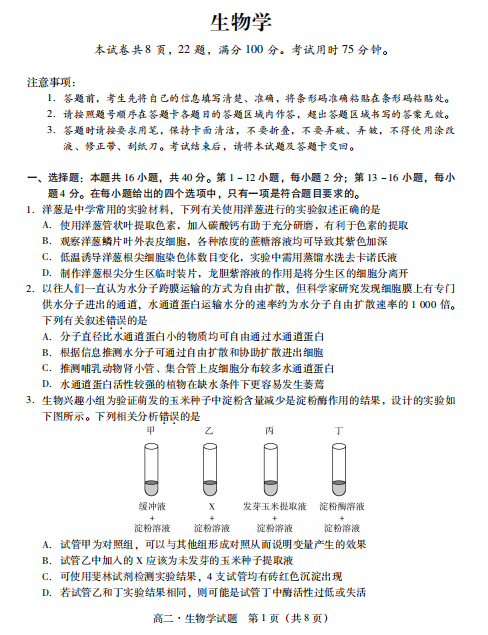 生物学
本试卷共8页，22题，满分100分。考试用时75分钟。
注意事项：
1．答题前，考生先将自己的信息填写清楚、准确，将条形码准确粘贴在条形码粘贴处。
2．请按照题号顺序在答题卡各题目的答题区域内作答，超出答题区域书写的答案无效。
3．答题时请按要求用笔，保持卡面清洁，不要折叠，不要弄破、弄皱，不得使用涂改
液、修正带、刮纸刀。考试结束后，请将本试题及答题卡交回。
一、选择题：本题共16小题，共40分。第1－12小题，每小题2分；第13－16小题，每小
题4分。在每小题给出的四个选项中，只有一项是符合题目要求的。
1．洋葱是中学常用的实验材料，下列有关使用洋葱进行的实验叙述正确的是
A．使用洋葱管状叶提取色素，加入碳酸钙有助于充分研磨，有利于色素的提取
B．观察洋葱鳞片叶外表皮细胞，各种浓度的蔗糖溶液均可导致其紫色加深
C．低温诱导洋葱根尖细胞染色体数目变化，实验中需用蒸馏水洗去卡诺氏液
D．制作洋葱根尖分生区临时装片，龙胆紫溶液的作用是将分生区的细胞分离开
2．以往人们一直认为水分子跨膜运输的方式为自由扩散，但科学家研究发现细胞膜上有专门
供水分子进出的通道，水通道蛋白运输水分的速率约为水分子自由扩散速率的1 000倍。
下列有关叙述错误的是
A．分子直径比水通道蛋白小的物质均可自由通过水通道蛋白
B．根据信息推测水分子可通过自由扩散和协助扩散进出细胞
C．推测哺乳动物肾小管、集合管上皮细胞分布较多水通道蛋白
D．水通道蛋白活性较强的植物在缺水条件下更容易发生萎蔫
3．生物兴趣小组为验证萌发的玉米种子中淀粉含量减少是淀粉酶作用的结果，设计的实验如
下图所示。下列相关分析错误的是
甲 乙 丙 丁
缓冲液 X 发芽玉米提取液 淀粉酶溶液
+ + + +
淀粉溶液 淀粉溶液 淀粉溶液 淀粉溶液
A．试管甲为对照组，可以与其他组形成对照从而说明变量产生的效果
B．试管乙中加入的X应该为未发芽的玉米种子提取液
C．可使用斐林试剂检测实验结果，4支试管均有砖红色沉淀出现
D．若试管乙和丁实验结果相同，则可能是试管丁中酶活性过低或失活
高二·生物学试题 第1页（共8页）